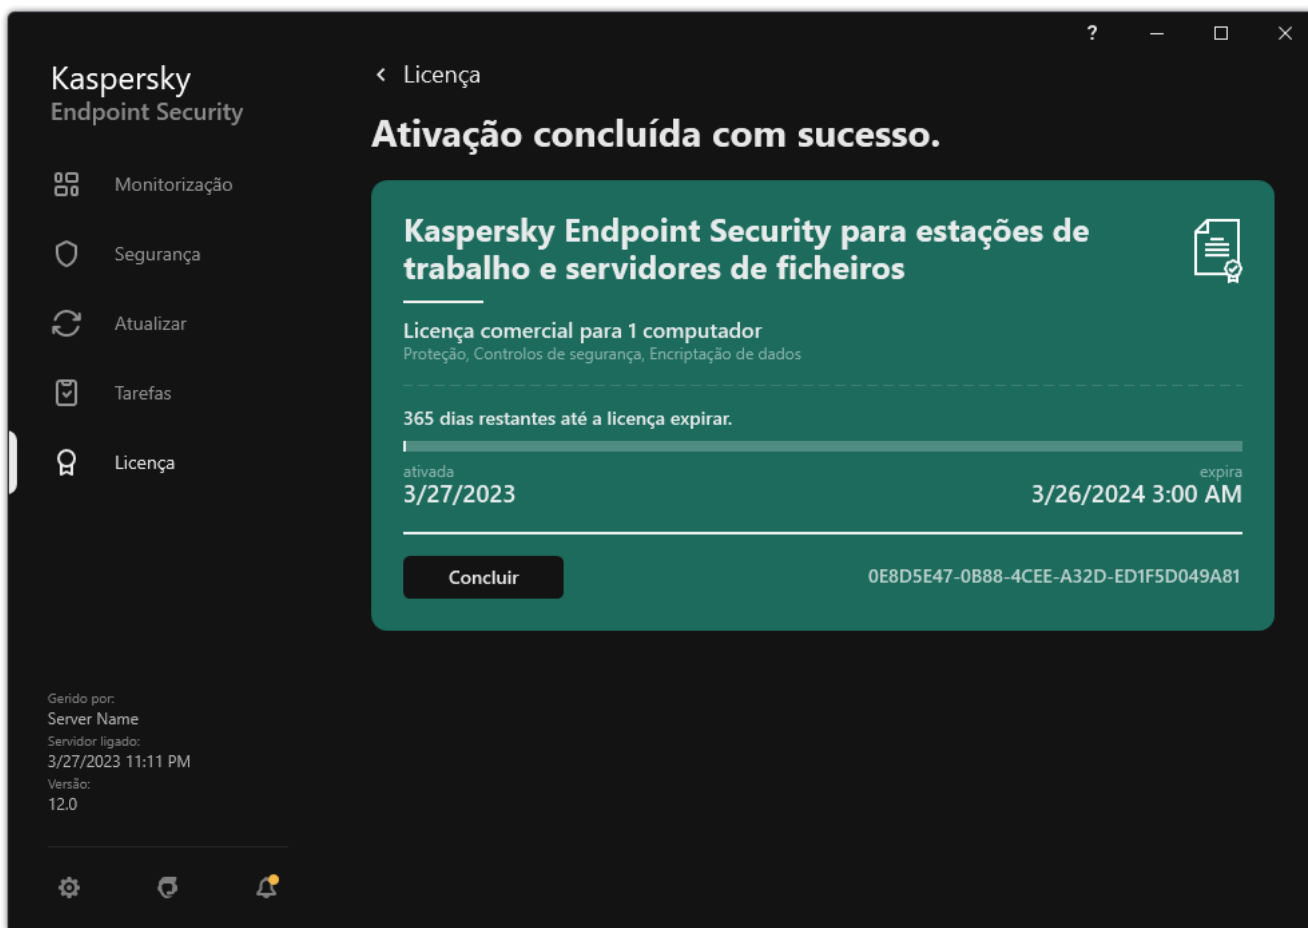 ?
Kaspersky
Endpoint Security
Monitorização
Segurança
Atualizar
Tarefas
Licença
Gerido por:
Server Name
Servidor ligado:
3/27/2023 11:11 PM
Versão:
12.0
Licença
Ativação concluída com sucesso.
Kaspersky Endpoint Security para estações de
trabalho e servidores de ficheiros
Licença comercial para 1 computador
Proteção, Controlos de segurança, Encriptação de dados
365 dias restantes até a licença expirar.
ativada
3/27/2023
expira
3/26/2024 3:00 AM
Concluir
0E8D5E47-0B88-4CEE-A32D-ED1F5D049A81